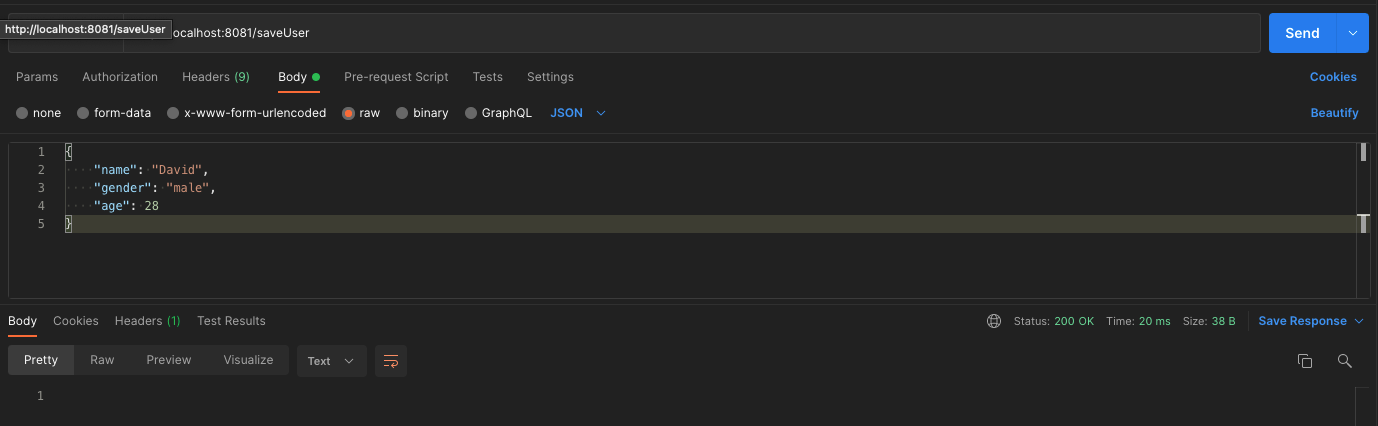 http://localhost:8081/saveUser
localhost:8081/saveUser
Send
Params Authorization Headers (9) Body Pre-request Script Tests Settings Cookies
none form-data x-www-form-urlencoded raw binary GraphQL JSON Beautify
1 {
2 "name": "David",
3 "gender": "male",
4 "age": 28
5 }
Body Cookies Headers (1) Test Results Status: 200 OK Time: 20 ms Size: 38 B Save Response
Pretty Raw Preview Visualize Text
1